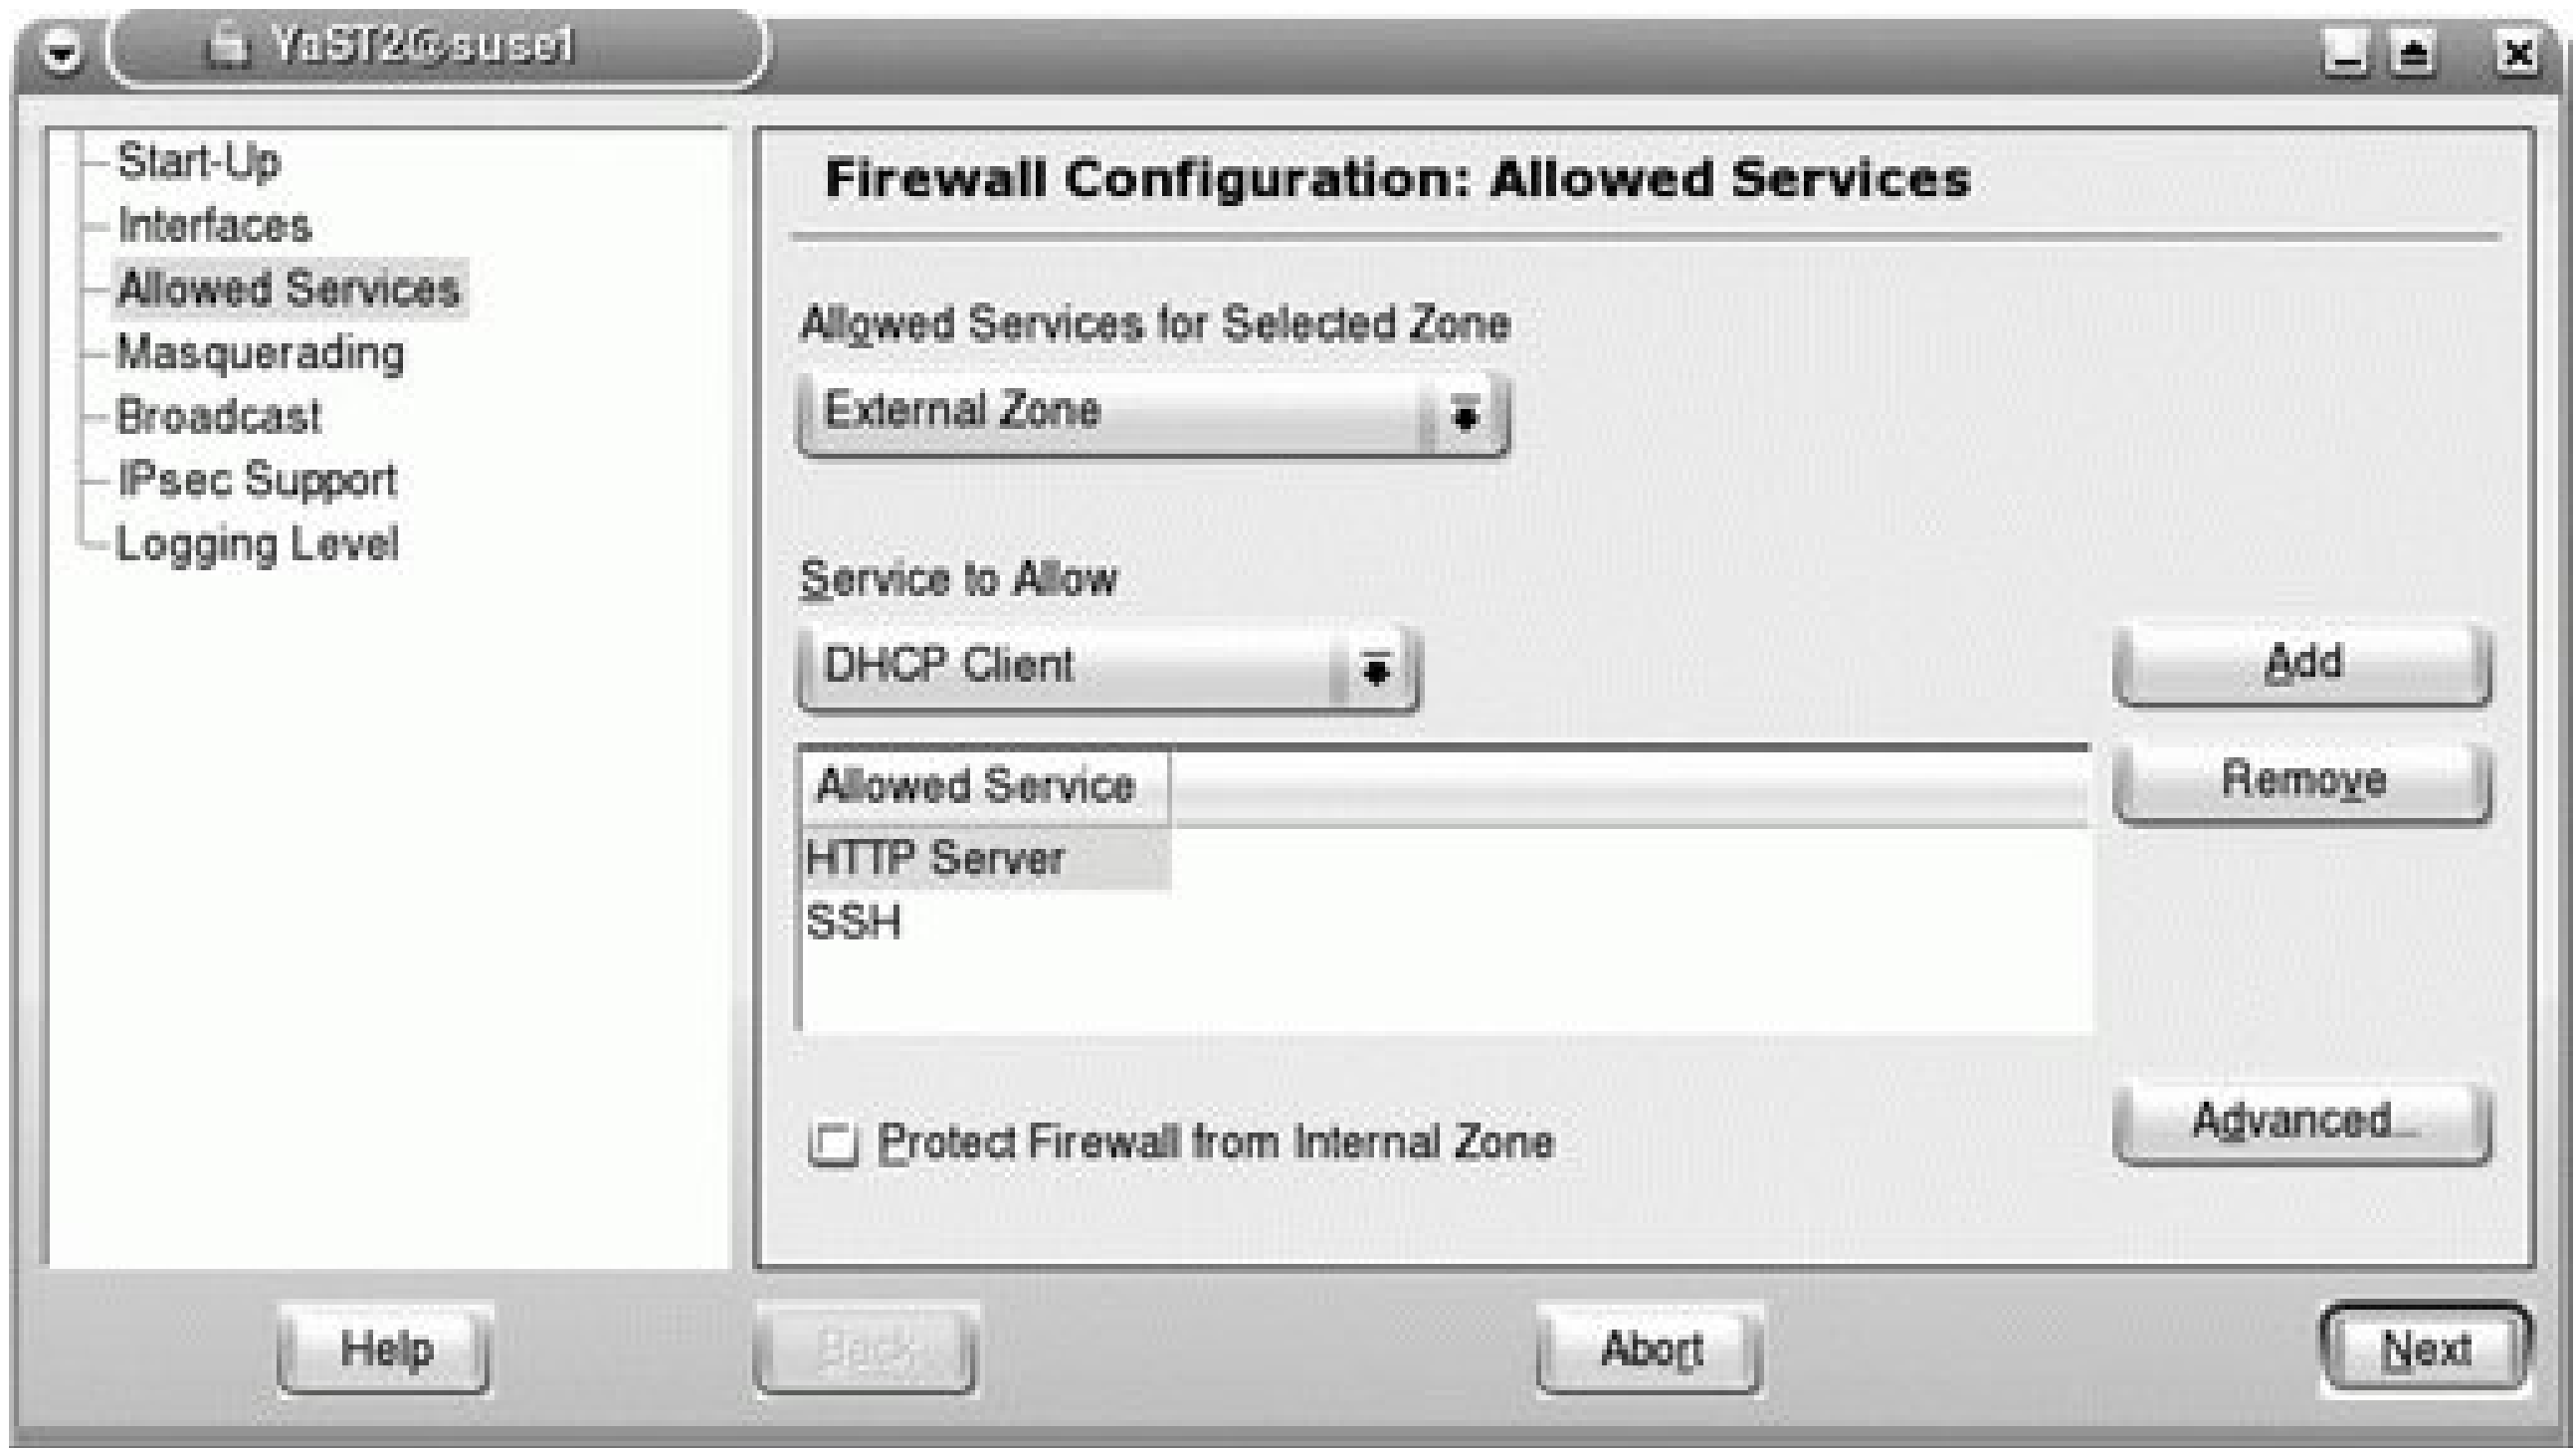 YaST2@suse1
Start-Up
Interfaces
Allowed Services
Masquerading
Broadcast
IPsec Support
Logging Level
Firewall Configuration: Allowed Services
Allowed Services for Selected Zone
External Zone
Service to Allow
DHCP Client
Add
Allowed Service
Remove
HTTP Server
SSH
Protect Firewall from Internal Zone
Advanced...
Help
Back
Abort
Next